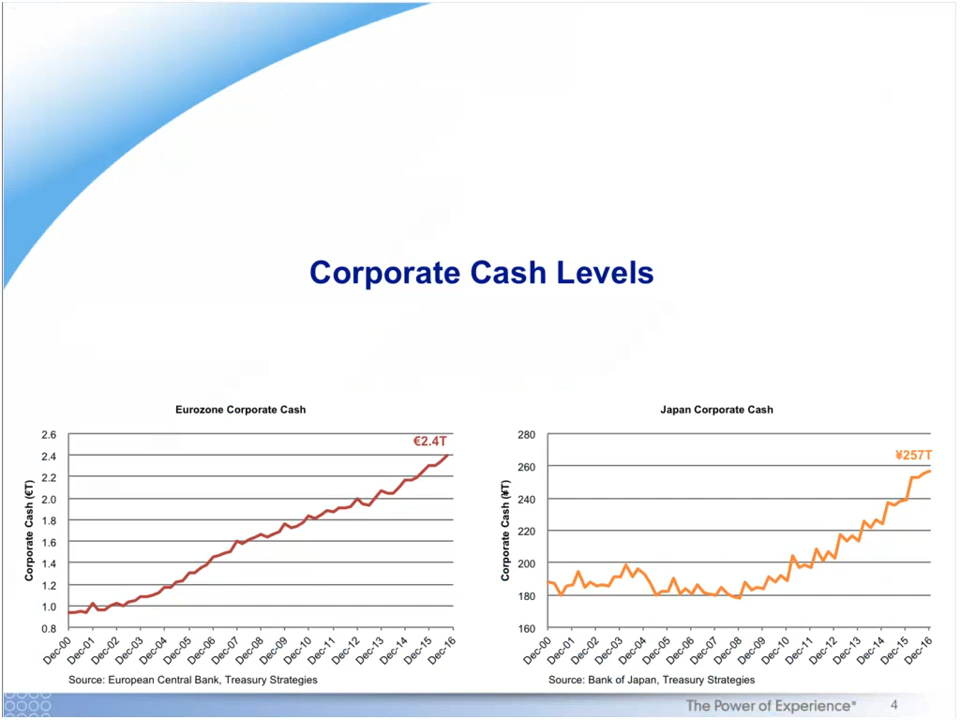 Corporate Cash Levels
Eurozone Corporate Cash
2.6
2.4
2.2
2.0
1.8
1.6
1.4
1.2
1.0
0.8
Corporate Cash (€T)
€2.4T
Dec-00
Dec-01
Dec-02
Dec-03
Dec-04
Dec-05
Dec-06
Dec-07
Dec-08
Dec-09
Dec-10
Dec-11
Dec-12
Dec-13
Dec-14
Dec-15
Dec-16
Source: European Central Bank, Treasury Strategies
Japan Corporate Cash
280
260
240
220
200
180
160
Corporate Cash (¥T)
¥257T
Dec-00
Dec-01
Dec-02
Dec-03
Dec-04
Dec-05
Dec-06
Dec-07
Dec-08
Dec-09
Dec-10
Dec-11
Dec-12
Dec-13
Dec-14
Dec-15
Dec-16
Source: Bank of Japan, Treasury Strategies
The Power of Experience®
4